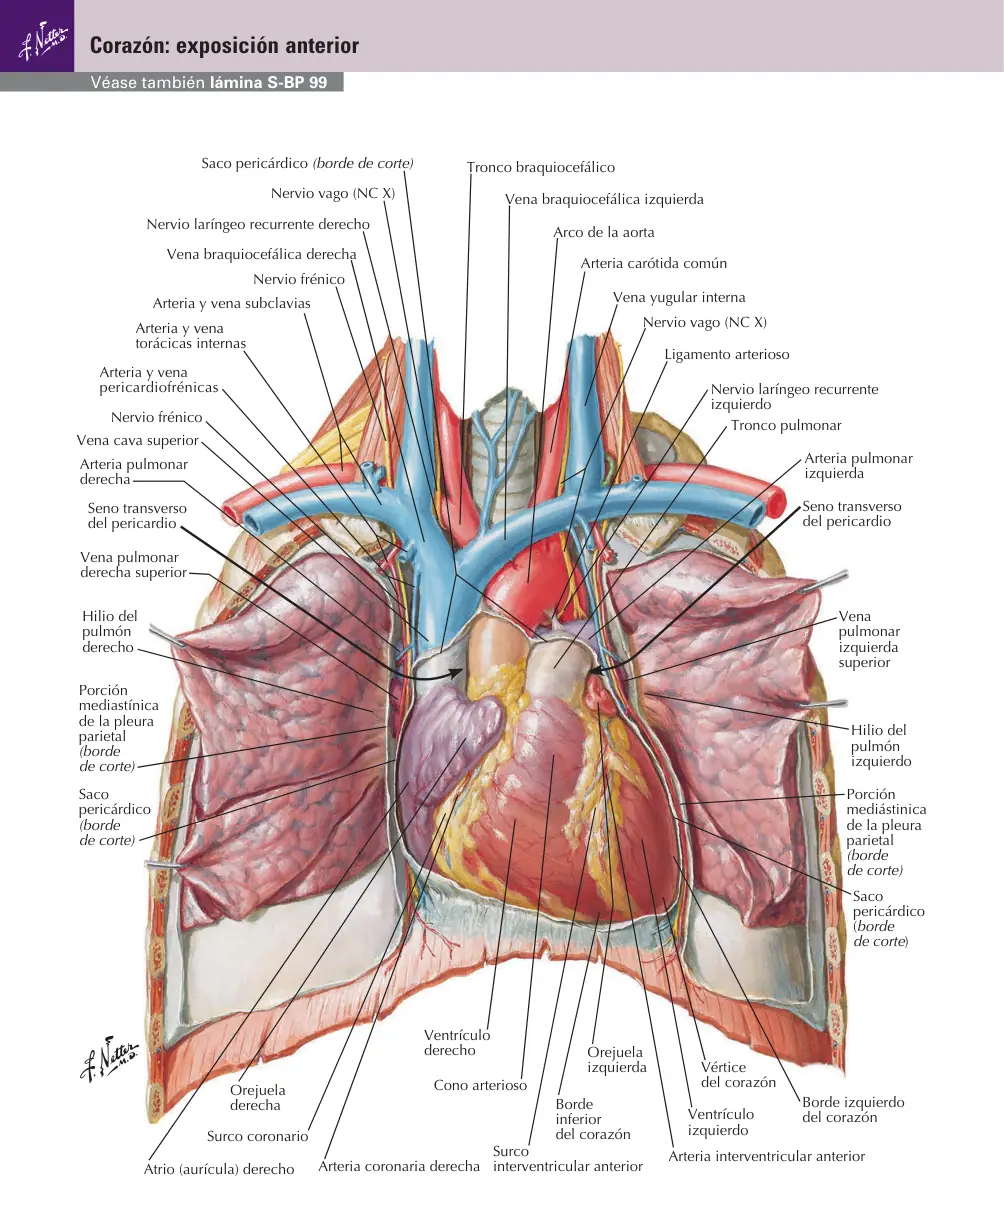 F. Netter M.D.
Corazón: exposición anterior
Véase también lámina S-BP 99
Saco pericárdico (borde de corte)
Nervio vago (NC X)
Nervio laríngeo recurrente derecho
Vena braquiocefálica derecha
Nervio frénico
Arteria y vena subclavias
Arteria y vena
torácicas internas
Arteria y vena
pericardiofrénicas
Nervio frénico
Vena cava superior
Arteria pulmonar
derecha
Seno transverso
del pericardio
Vena pulmonar
derecha superior
Hilio del
pulmón
derecho
Porción
mediastínica
de la pleura
parietal
(borde
de corte)
Saco
pericárdico
(borde
de corte)
Tronco braquiocefálico
Vena braquiocefálica izquierda
Arco de la aorta
Arteria carótida común
Vena yugular interna
Nervio vago (NC X)
Ligamento arterioso
Nervio laríngeo recurrente
izquierdo
Tronco pulmonar
Arteria pulmonar
izquierda
Seno transverso
del pericardio
Vena
pulmonar
izquierda
superior
Hilio del
pulmón
izquierdo
Porción
mediástinica
de la pleura
parietal
(borde
de corte)
Saco
pericárdico
(borde
de corte)
F. Netter M.D.
Orejuela
derecha
Surco coronario
Atrio (aurícula) derecho
Arteria coronaria derecha
Ventrículo
derecho
Cono arterioso
Surco
interventricular anterior
Borde
inferior
del corazón
Orejuela
izquierda
Vértice
del corazón
Ventrículo
izquierdo
Arteria interventricular anterior
Borde izquierdo
del corazón